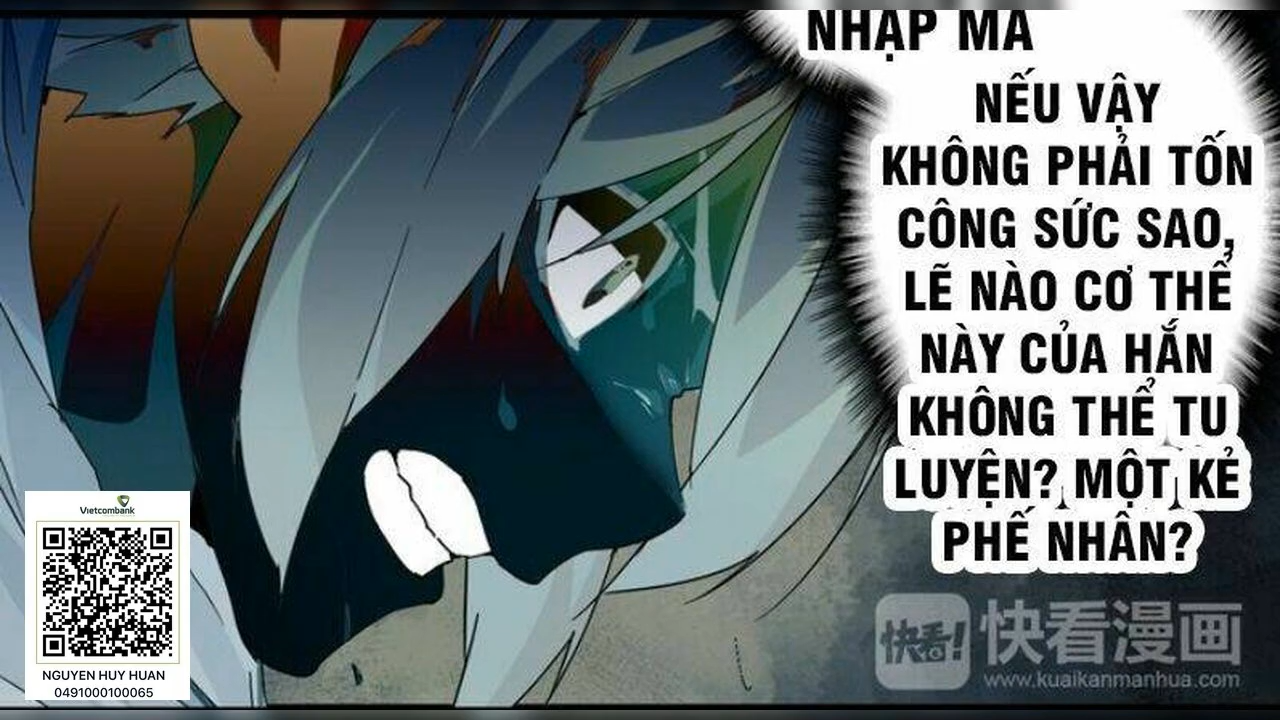 NHẬP MA
NẾU VẬY
KHÔNG PHẢI TỐN
CÔNG SỨC SAO,
LẼ NÀO CƠ THỂ
NÀY CỦA HẮN
KHÔNG THỂ TU
LUYỆN? MỘT KẺ
PHẾ NHÂN?
快看!
快看漫画
www.kuaikanmanhua.com
Vietcombank
NGUYEN HUY HUAN
0491000100065